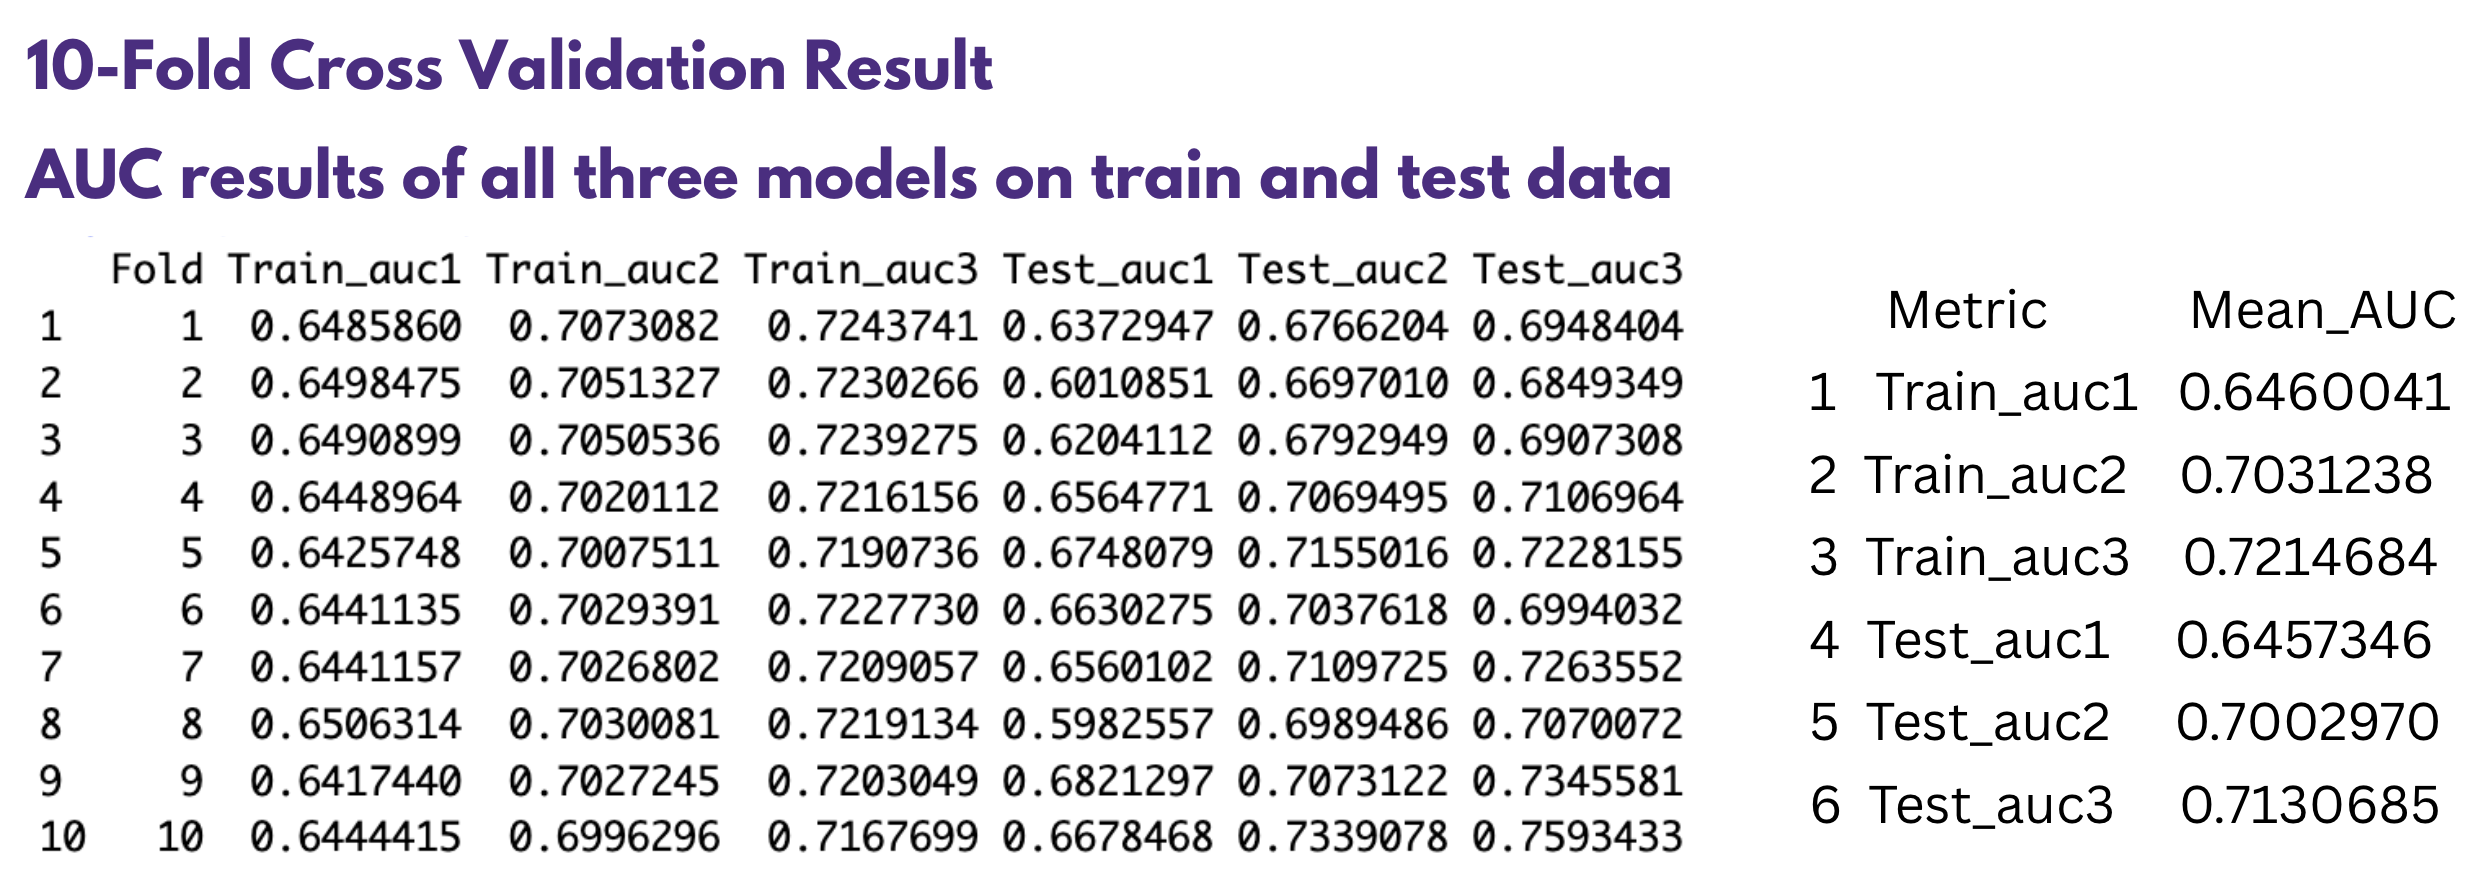 10-Fold Cross Validation Result
AUC results of all three models on train and test data
Fold Train_auc1 Train_auc2 Train_auc3 Test_auc1 Test_auc2 Test_auc3
1 1 0.6485860 0.7073082 0.7243741 0.6372947 0.6766204 0.6948404
2 2 0.6498475 0.7051327 0.7230266 0.6010851 0.6697010 0.6849349
3 3 0.6490899 0.7050536 0.7239275 0.6204112 0.6792949 0.6907308
4 4 0.6448964 0.7020112 0.7216156 0.6564771 0.7069495 0.7106964
5 5 0.6425748 0.7007511 0.7190736 0.6748079 0.7155016 0.7228155
6 6 0.6441135 0.7029391 0.7227730 0.6630275 0.7037618 0.6994032
7 7 0.6441157 0.7026802 0.7209057 0.6560102 0.7109725 0.7263552
8 8 0.6506314 0.7030081 0.7219134 0.5982557 0.6989486 0.7070072
9 9 0.6417440 0.7027245 0.7203049 0.6821297 0.7073122 0.7345581
10 10 0.6444415 0.6996296 0.7167699 0.6678468 0.7339078 0.7593433
Metric Mean_AUC
1 Train_auc1 0.6460041
2 Train_auc2 0.7031238
3 Train_auc3 0.7214684
4 Test_auc1 0.6457346
5 Test_auc2 0.7002970
6 Test_auc3 0.7130685